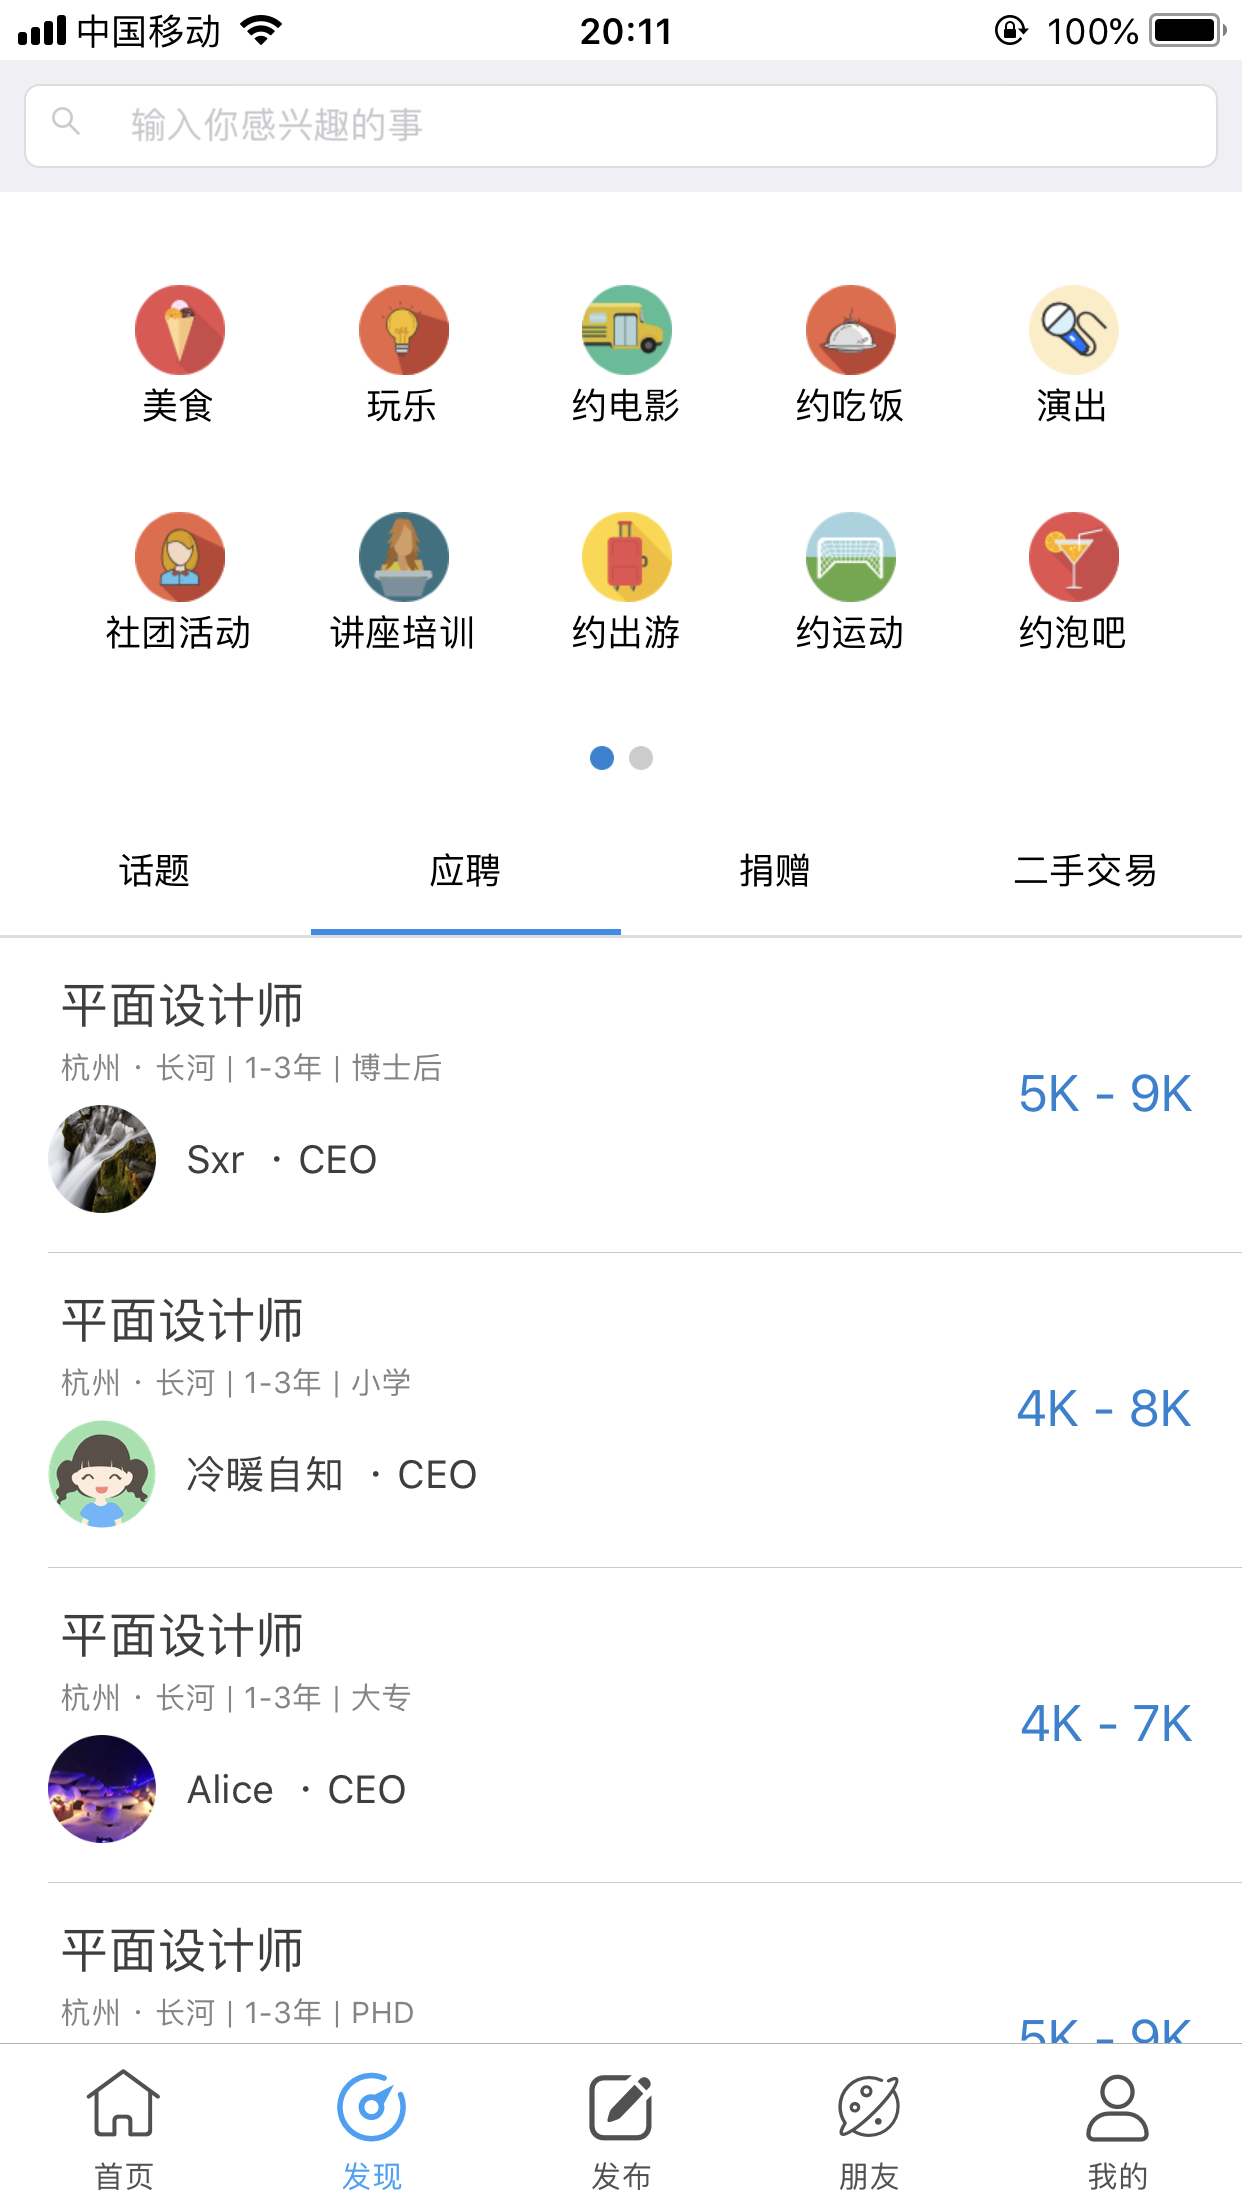 中国移动 20:11 100%
输入你感兴趣的事
美食 玩乐 约电影 约吃饭 演出
社团活动 讲座培训 约出游 约运动 约泡吧
话题 应聘 捐赠 二手交易
平面设计师
杭州 · 长河 | 1-3年 | 博士后
5K - 9K
Sxr · CEO
平面设计师
杭州 · 长河 | 1-3年 | 小学
4K - 8K
冷暖自知 · CEO
平面设计师
杭州 · 长河 | 1-3年 | 大专
4K - 7K
Alice · CEO
平面设计师
杭州 · 长河 | 1-3年 | PHD
5K - 9K
首页 发现 发布 朋友 我的